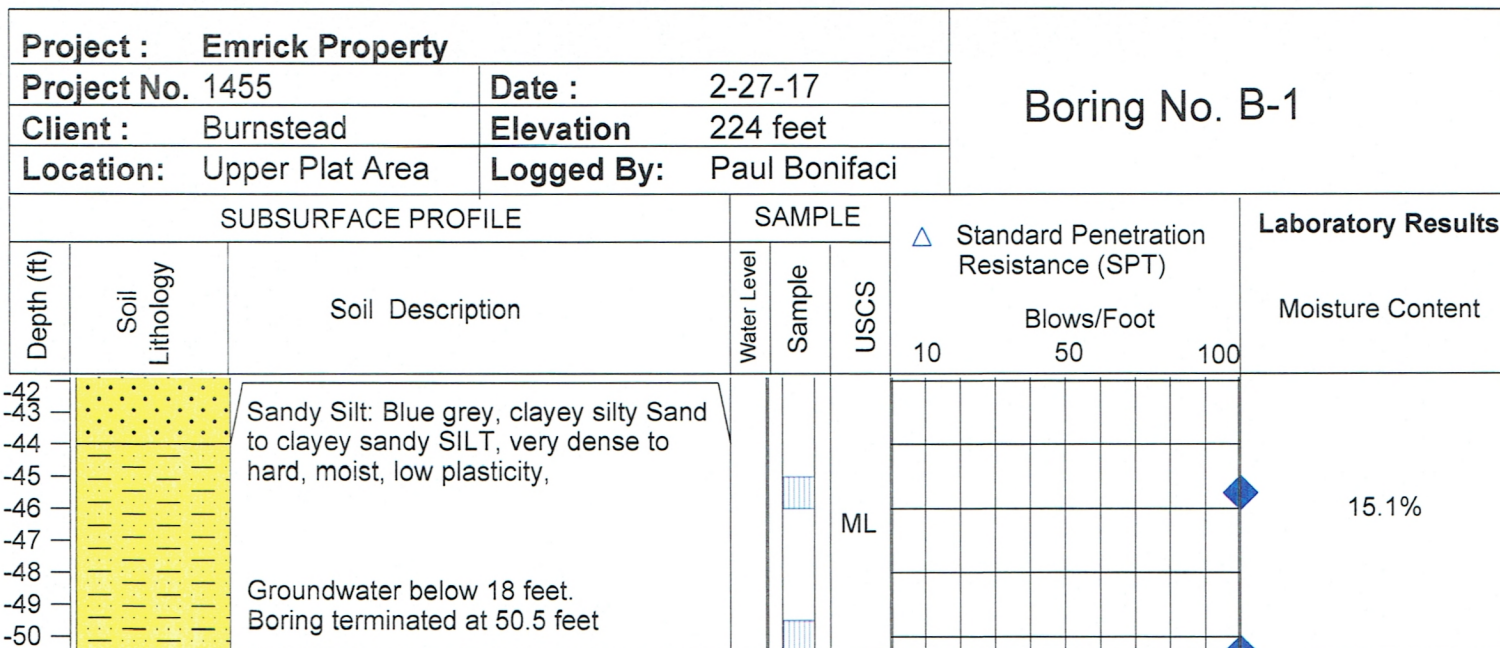 Project : Emrick Property
Project No. 1455 Date : 2-27-17
Client : Burnstead Elevation 224 feet
Location: Upper Plat Area Logged By: Paul Bonifaci
Boring No. B-1
SUBSURFACE PROFILE
SAMPLE
Depth (ft)
Soil
Lithology
Soil Description
Water Level
Sample
USCS
Standard Penetration
Resistance (SPT)
Blows/Foot
10 50 100
Laboratory Results
Moisture Content
-42
-43
-44
-45
-46
-47
-48
-49
-50
Sandy Silt: Blue grey, clayey silty Sand
to clayey sandy SILT, very dense to
hard, moist, low plasticity,
Groundwater below 18 feet.
Boring terminated at 50.5 feet
ML
15.1%